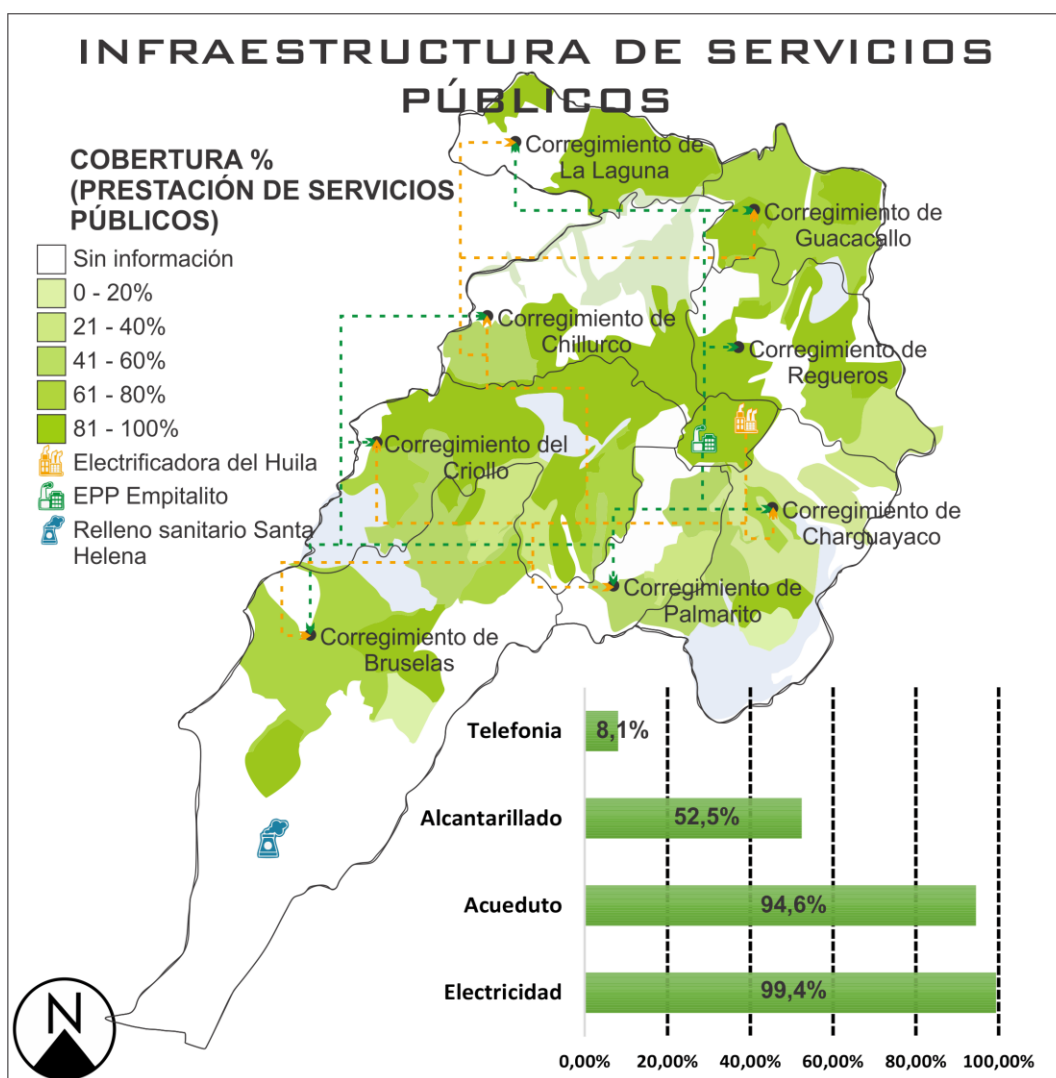 INFRAESTRUCTURA DE SERVICIOS
PÚBLICOS
COBERTURA %
(PRESTACIÓN DE SERVICIOS
PÚBLICOS)
Sin información
0 - 20%
21 - 40%
41 - 60%
61 - 80%
81 - 100%
Electrificadora del Huila
EPP Empitalito
Relleno sanitario Santa
Helena
Corregimiento de
La Laguna
Corregimiento de
Guacacallo
Corregimiento de
Chillurco
Corregimiento de
Regueros
Corregimiento del
Criollo
Corregimiento de
Charguayaco
Corregimiento de
Palmarito
Corregimiento de
Bruselas
Telefonia
8,1%
Alcantarillado
52,5%
Acueduto
94,6%
Electricidad
99,4%
0,00%
20,00%
40,00%
60,00%
80,00%
100,00%
N